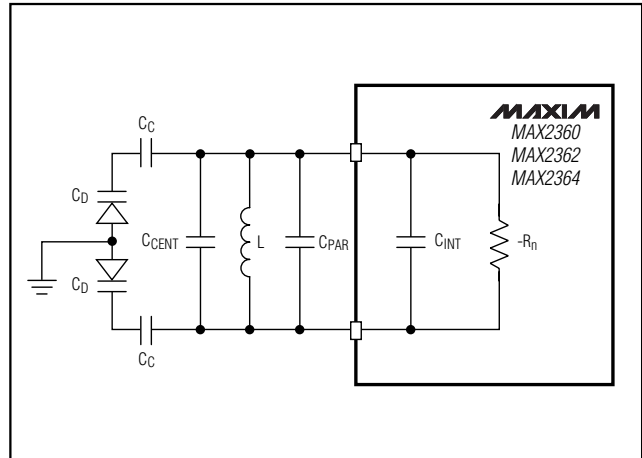 MAXIM
MAX2360
MAX2362
MAX2364
CC
CD
CCENT
L
CPAR
CINT
-Rn
CD
CC